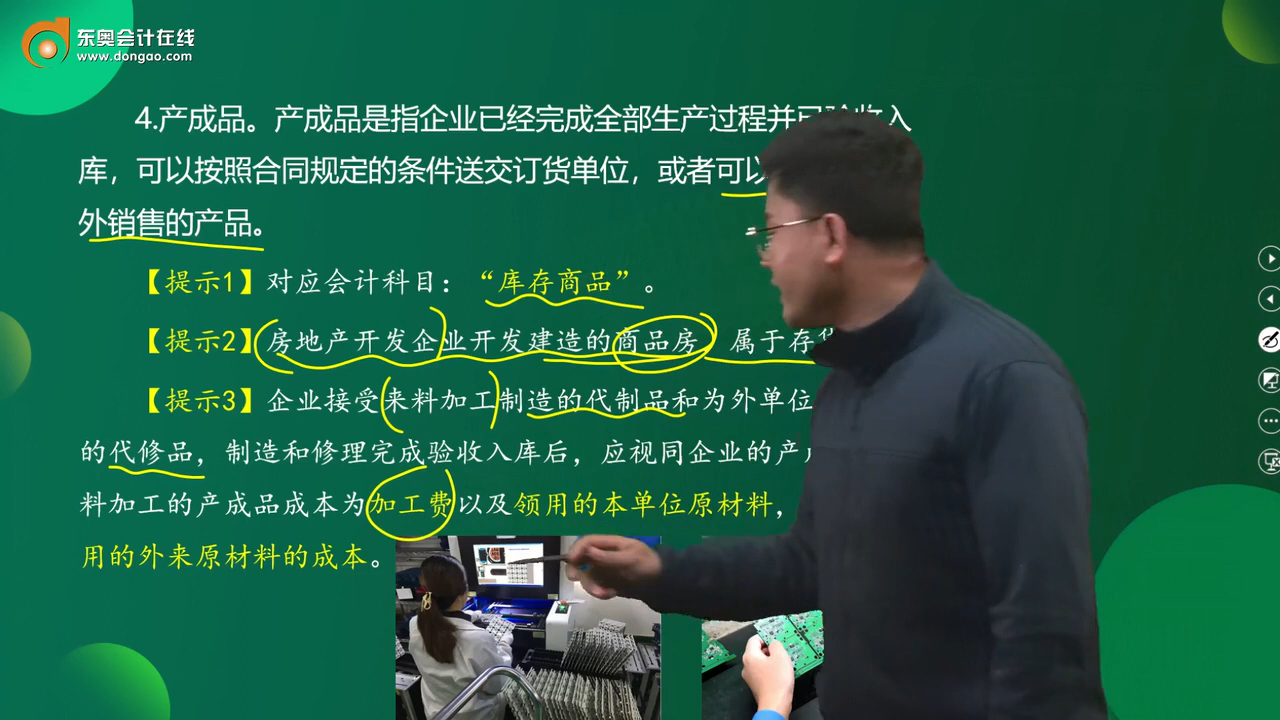 东奥会计在线
www.dongao.com
4.产成品。产成品是指企业已经完成全部生产过程并已验收入
库，可以按照合同规定的条件送交订货单位，或者可以
外销售的产品。
【提示1】对应会计科目：“库存商品”。
【提示2】房地产开发企业开发建造的商品房，属于存货
【提示3】企业接受来料加工制造的代制品和为外单位
的代修品，制造和修理完成验收入库后，应视同企业的产成
料加工的产成品成本为加工费以及领用的本单位原材料，
用的外来原材料的成本。